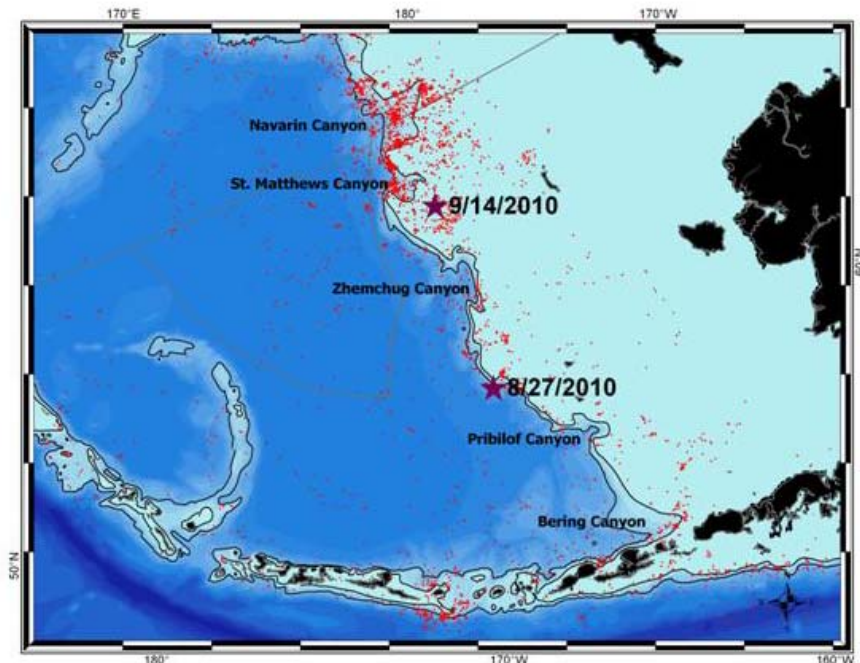 170°E 180° 170°W
Navarin Canyon
St. Matthews Canyon
9/14/2010
60°N
Zhemchug Canyon
8/27/2010
Pribilof Canyon
Bering Canyon
50°N
180° 170°W 160°W